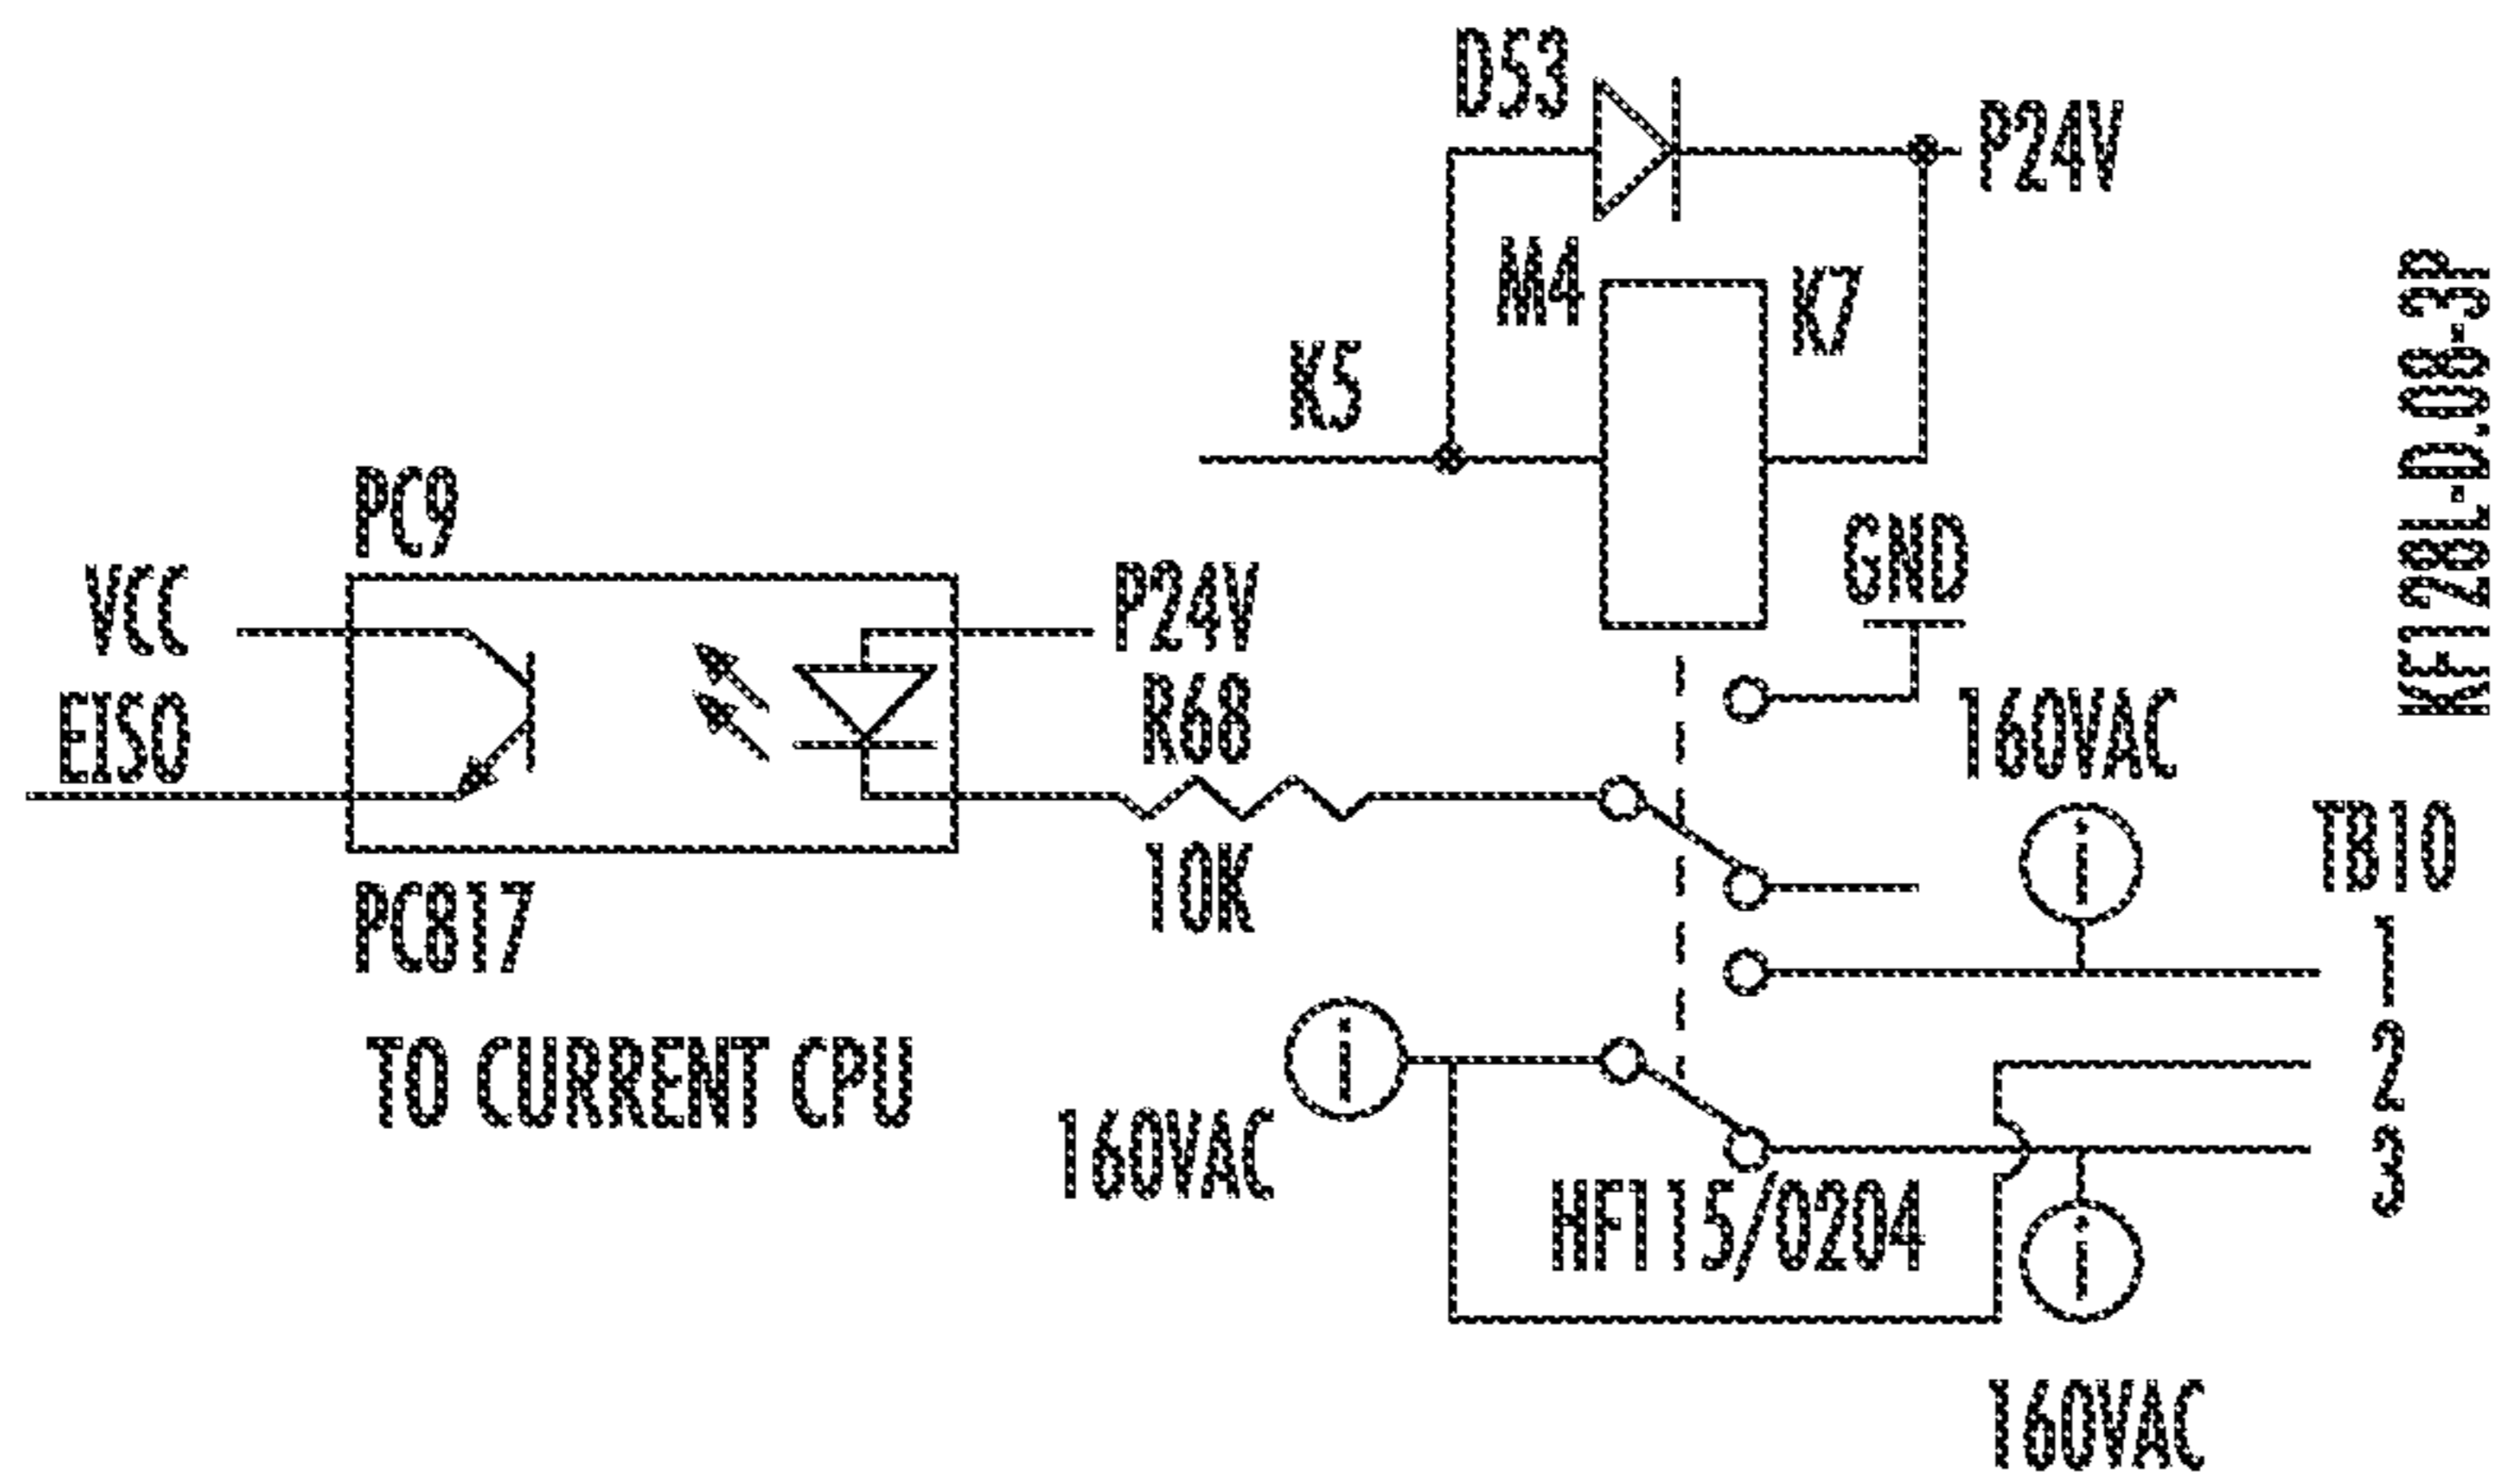 D53
P24V
M4
K7
K5
KF128L-D.08-3P
PC9
VCC
P24V
GND
EISO
R68
160VAC
TB10
10K
PC817
1
i
i
2
TO CURRENT CPU
160VAC
3
HF115/0204
i
160VAC